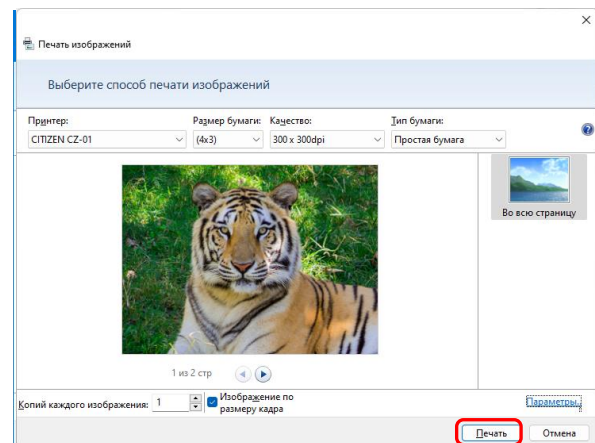 Печать изображений
Выберите способ печати изображений
Принтер: Размер бумаги: Качество: Тип бумаги:
CITIZEN CZ-01 (4x3) 300 x 300dpi Простая бумага
Во всю страницу
1 из 2 стр
Копий каждого изображения: 1 Изображение по
размеру кадра
Параметры...
Печать Отмена